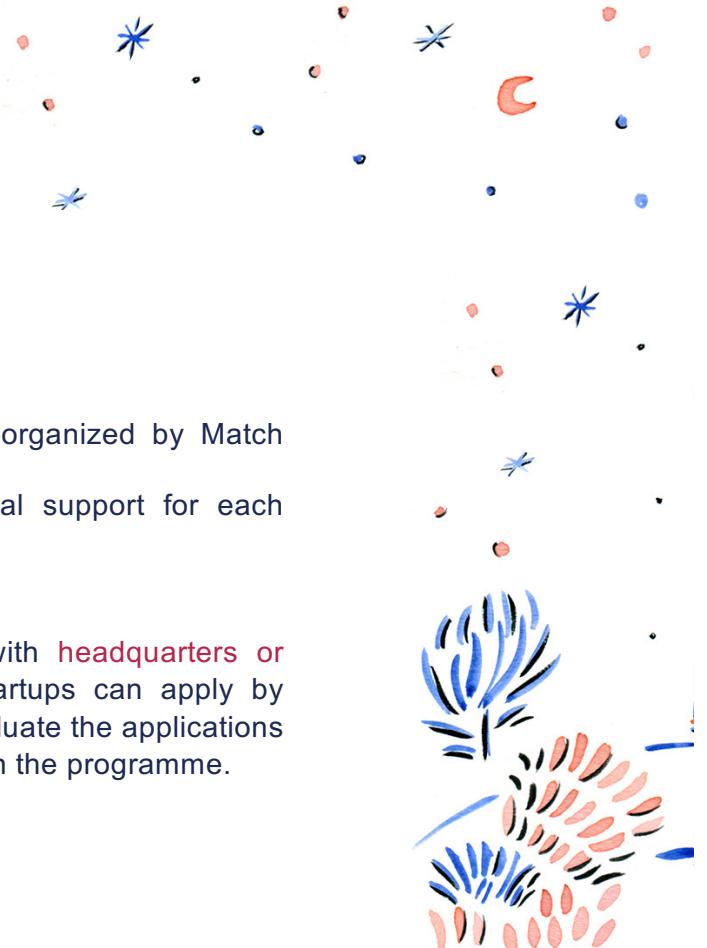 organized by Match
al support for each
with headquarters or
artups can apply by
luate the applications
n the programme.